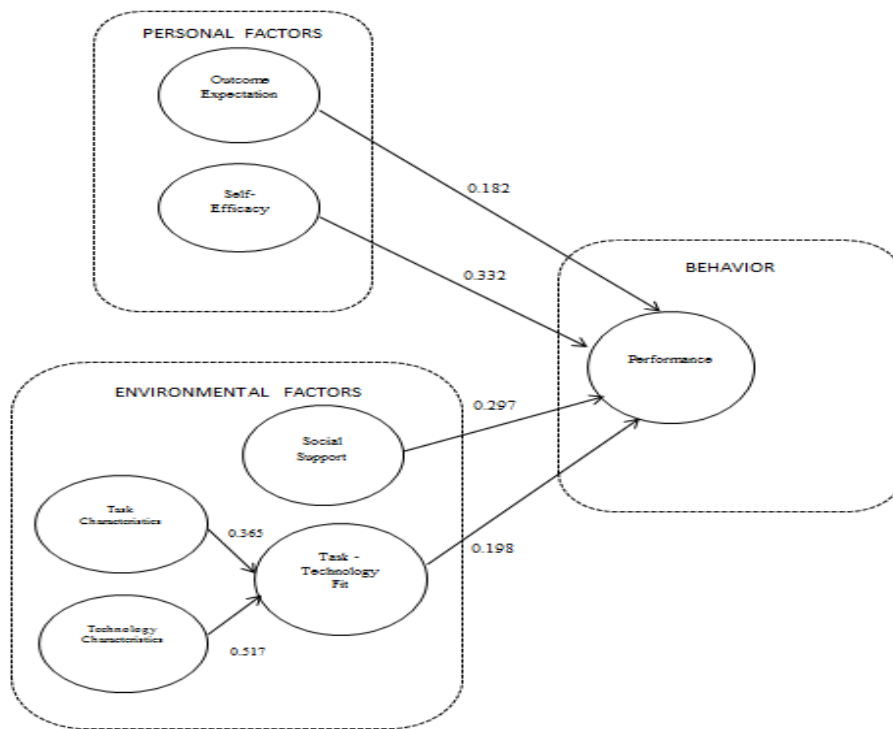 PERSONAL FACTORS
Outcome
Expectation
0.182
Self-
Efficacy
0.332
BEHAVIOR
Performance
ENVIRONMENTAL FACTORS
0.297
Social
Support
Task
Characteristics
0.365
Task -
Technology
Fit
0.198
Technology
Characteristics
0.517